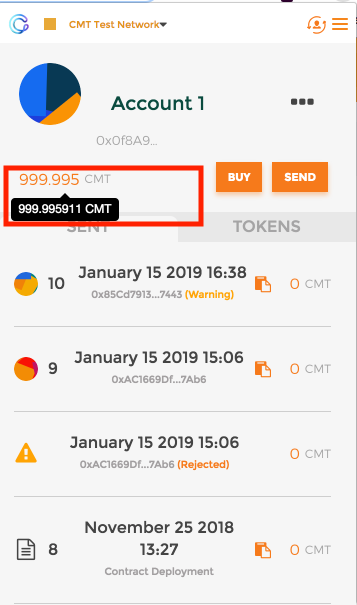 CMT Test Network
Account 1
0x0f8A9...
999.995 CMT
BUY
SEND
999.995911 CMT
SENT
TOKENS
10
January 15 2019 16:38
0x85Cd7913...7443 (Warning)
0 CMT
9
January 15 2019 15:06
0xAC1669Df...7Ab6
0 CMT
January 15 2019 15:06
0xAC1669Df...7Ab6 (Rejected)
0 CMT
8
November 25 2018
13:27
Contract Deployment
0 CMT